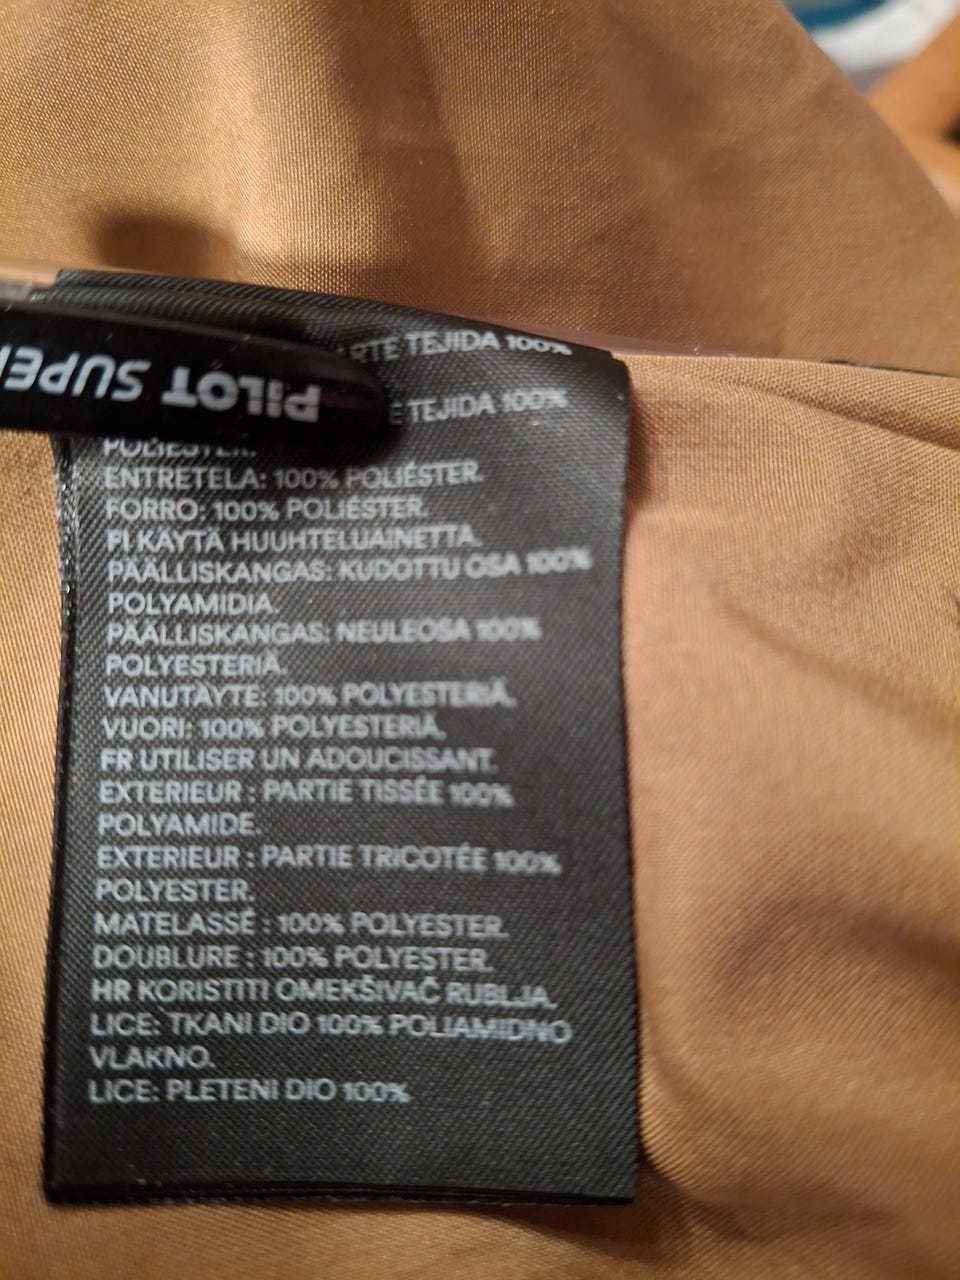 PILOT SUPER
RTE TEJIDA 100%
E TEJIDA 100%
POLIÉSTER.
ENTRETELA: 100% POLIÉSTER.
FORRO: 100% POLIÉSTER.
FI KÄYTÄ HUUHTELUAINETTA.
PÄÄLLISKANGAS: KUDOTTU OSA 100%
POLYAMIDIA.
PÄÄLLISKANGAS: NEULEOSA 100%
POLYESTERIÄ.
VANUTÄYTE: 100% POLYESTERIÄ.
VUORI: 100% POLYESTERIÄ.
FR UTILISER UN ADOUCISSANT.
EXTERIEUR : PARTIE TISSÉE 100%
POLYAMIDE.
EXTERIEUR : PARTIE TRICOTÉE 100%
POLYESTER.
MATELASSÉ : 100% POLYESTER.
DOUBLURE : 100% POLYESTER.
HR KORISTITI OMEKŠIVAČ RUBLJA.
LICE: TKANI DIO 100% POLIAMIDNO
VLAKNO.
LICE: PLETENI DIO 100%